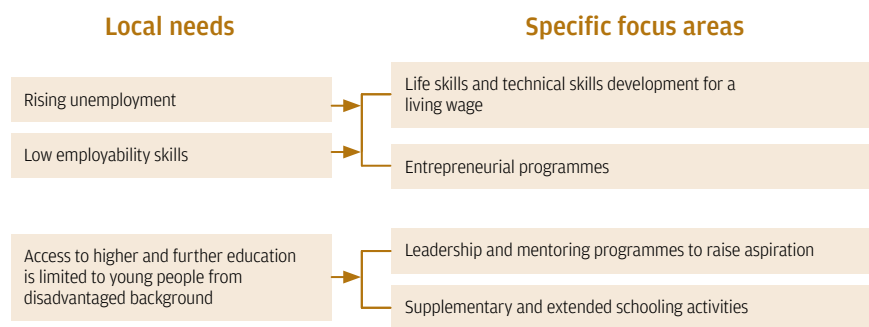 Local needs
Specific focus areas
Rising unemployment
Low employability skills
Life skills and technical skills development for a
living wage
Entrepreneurial programmes
Access to higher and further education
is limited to young people from
disadvantaged background
Leadership and mentoring programmes to raise aspiration
Supplementary and extended schooling activities